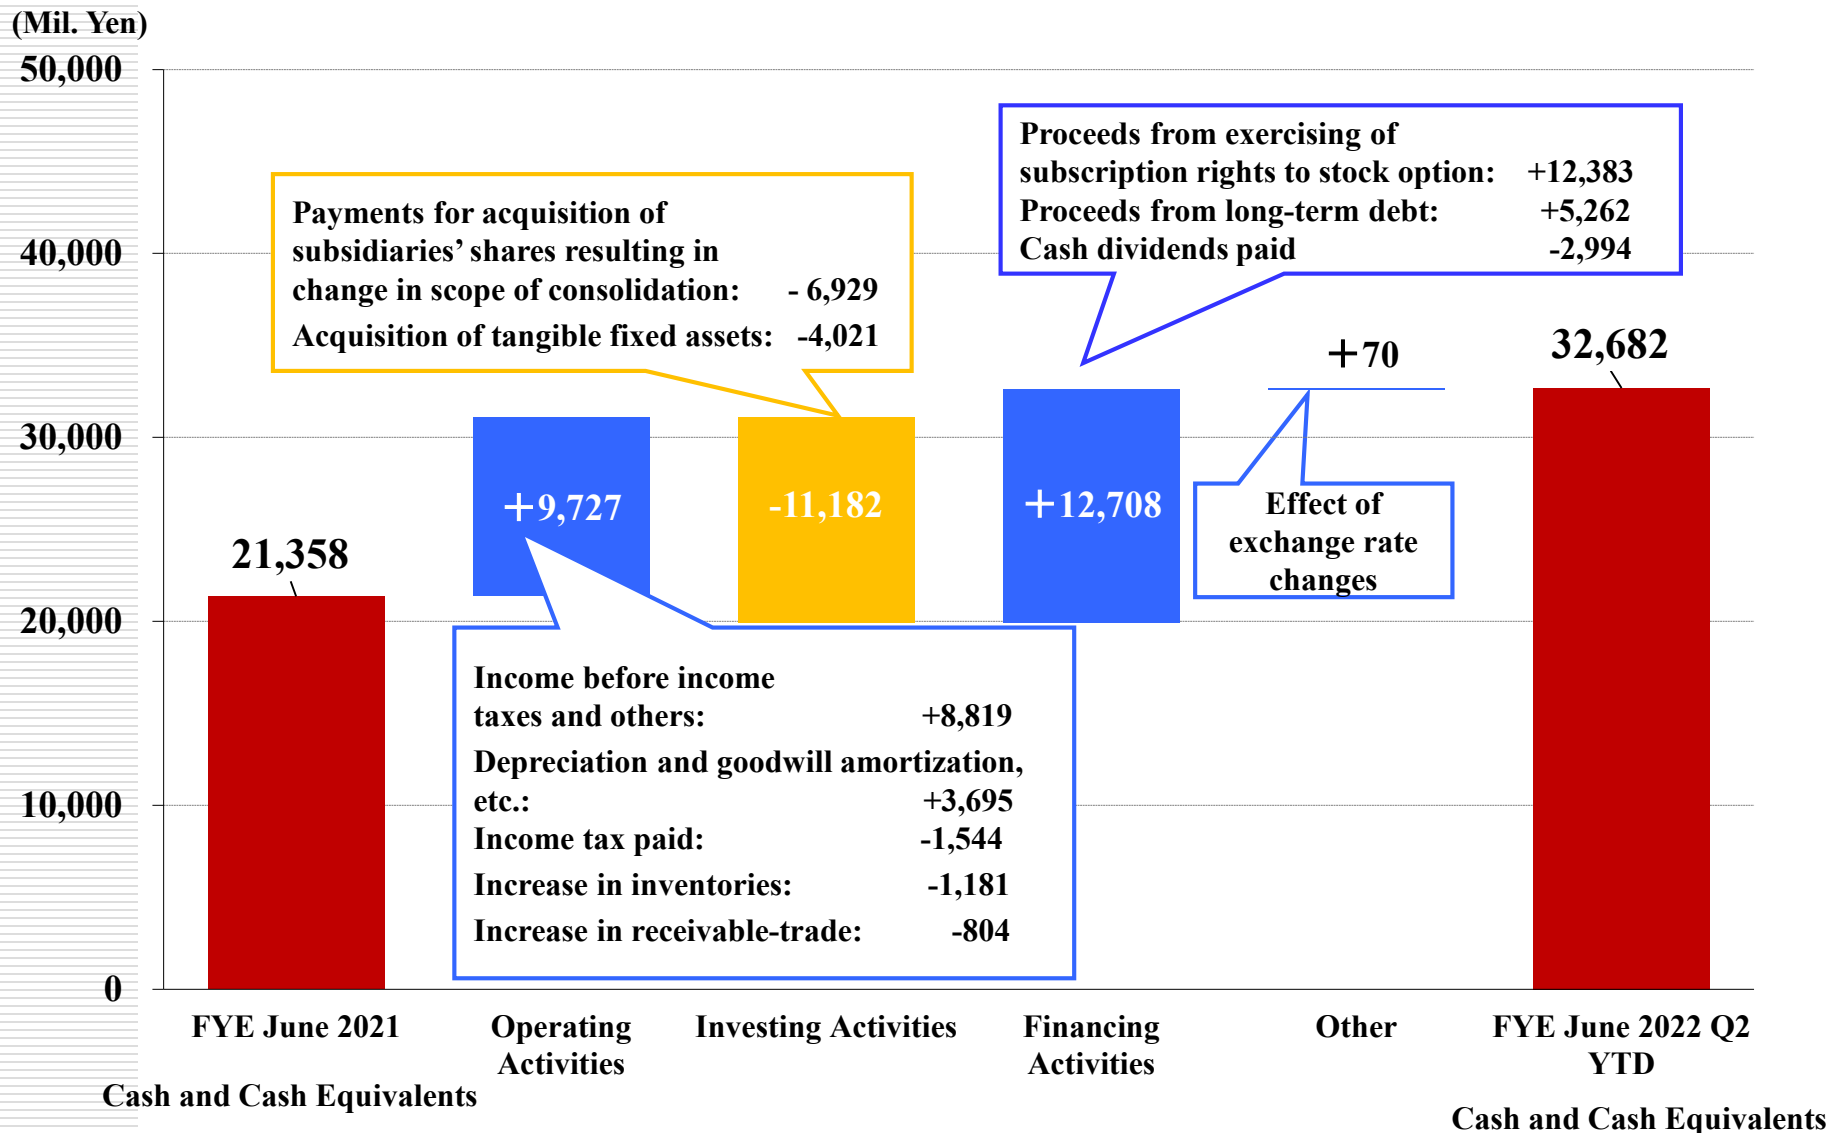 (Mil. Yen)
50,000
40,000
30,000
20,000
10,000
0
Payments for acquisition of
subsidiaries' shares resulting in
change in scope of consolidation: - 6,929
Acquisition of tangible fixed assets: -4,021
Proceeds from exercising of
subscription rights to stock option: +12,383
Proceeds from long-term debt: +5,262
Cash dividends paid -2,994
21,358
+9,727
-11,182
+12,708
+70
32,682
Effect of
exchange rate
changes
Income before income
taxes and others: +8,819
Depreciation and goodwill amortization,
etc.: +3,695
Income tax paid: -1,544
Increase in inventories: -1,181
Increase in receivable-trade: -804
FYE June 2021
Operating
Activities
Investing Activities
Financing
Activities
Other
FYE June 2022 Q2
YTD
Cash and Cash Equivalents
Cash and Cash Equivalents